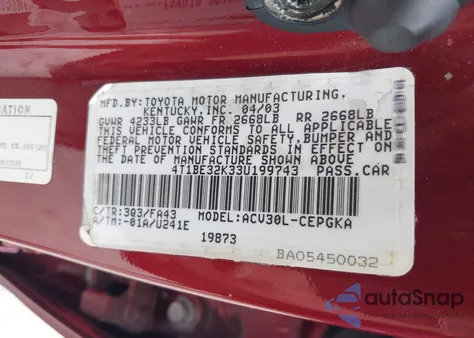 MFD.BY:TOYOTA MOTOR MANUFACTURING,
KENTUCKY,INC. 04/03
GVWR 4233LB GAWR FR 2668LB RR 2668LB
THIS VEHICLE CONFORMS TO ALL APPLICABLE
FEDERAL MOTOR VEHICLE SAFETY,BUMPER AND
THEFT PREVENTION STANDARDS IN EFFECT ON
THE DATE OF MANUFACTURE SHOWN ABOVE.
4T1BE32K33U199743 PASS.CAR
C/TR:3Q3/FA43 MODEL:ACV30L-CEPGKA
A/TM:-01A/U241E
19873
BA05450032
autoSnap